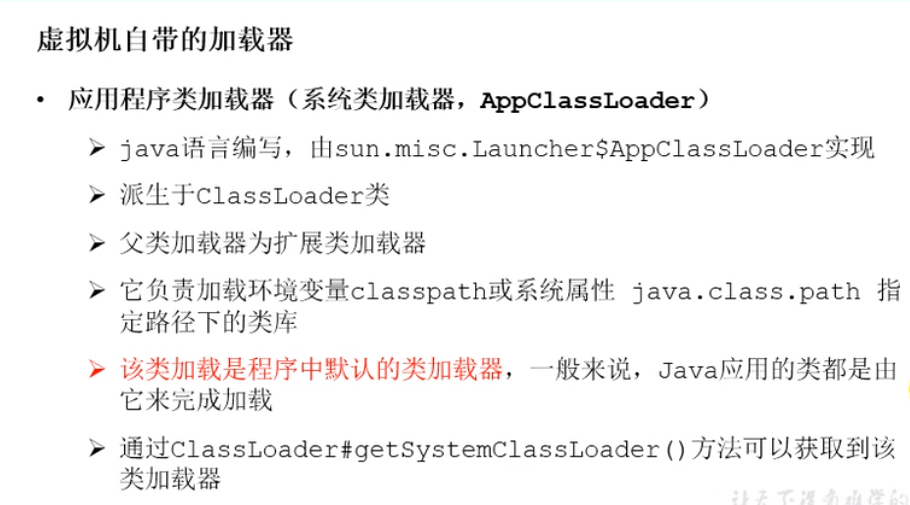 虚拟机自带的加载器
• 应用程序类加载器（系统类加载器，AppClassLoader）
➢ java语言编写，由sun.misc.Launcher$AppClassLoader实现
➢ 派生于ClassLoader类
➢ 父类加载器为扩展类加载器
➢ 它负责加载环境变量classpath或系统属性 java.class.path 指
定路径下的类库
➢ 该类加载是程序中默认的类加载器，一般来说，Java应用的类都是由
它来完成加载
➢ 通过ClassLoader#getSystemClassLoader()方法可以获取到该
类加载器